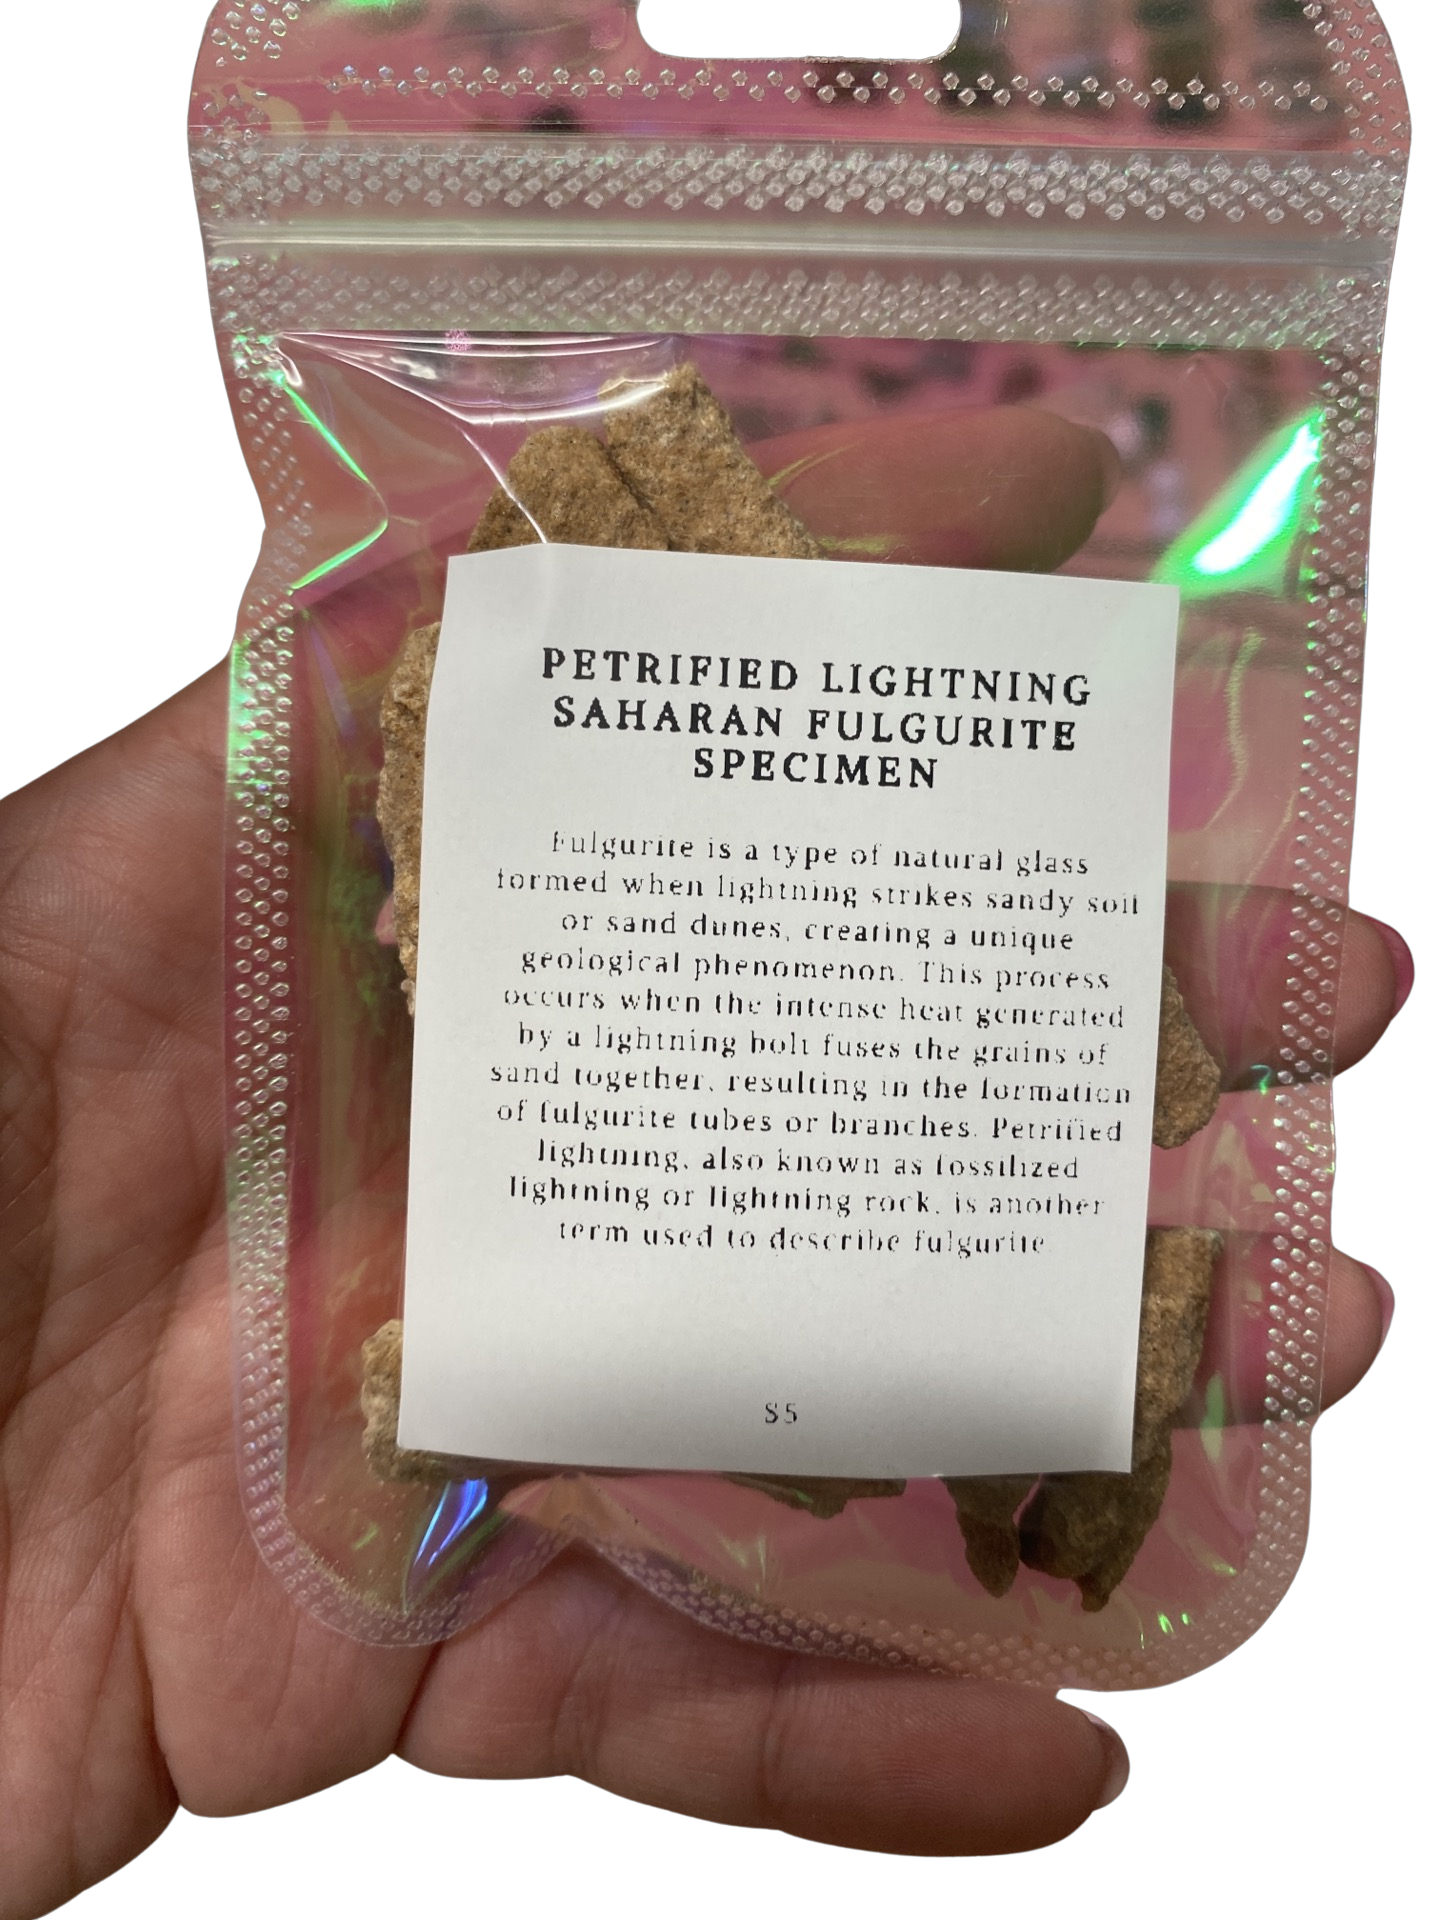 PETRIFIED LIGHTNING
SAHARAN FULGURITE
SPECIMEN
Fulgurite is a type of natural glass
formed when lightning strikes sandy soil
or sand dunes, creating a unique
geological phenomenon. This process
occurs when the intense heat generated
by a lightning bolt fuses the grains of
sand together, resulting in the formation
of fulgurite tubes or branches. Petrified
lightning, also known as fossilized
lightning or lightning rock, is another
term used to describe fulgurite
S5